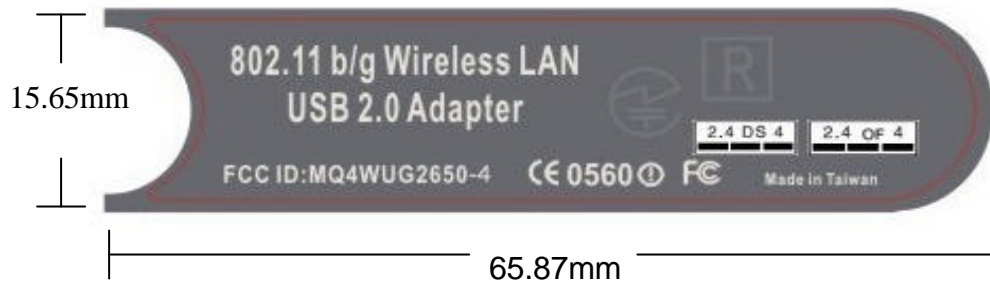 802.11 b/g Wireless LAN
15.65mm
USB 2.0 Adapter
R
2.4 DS 4 2.4 OF 4
FCC ID:MQ4WUG2650-4 CE 0560 FC Made in Taiwan
65.87mm